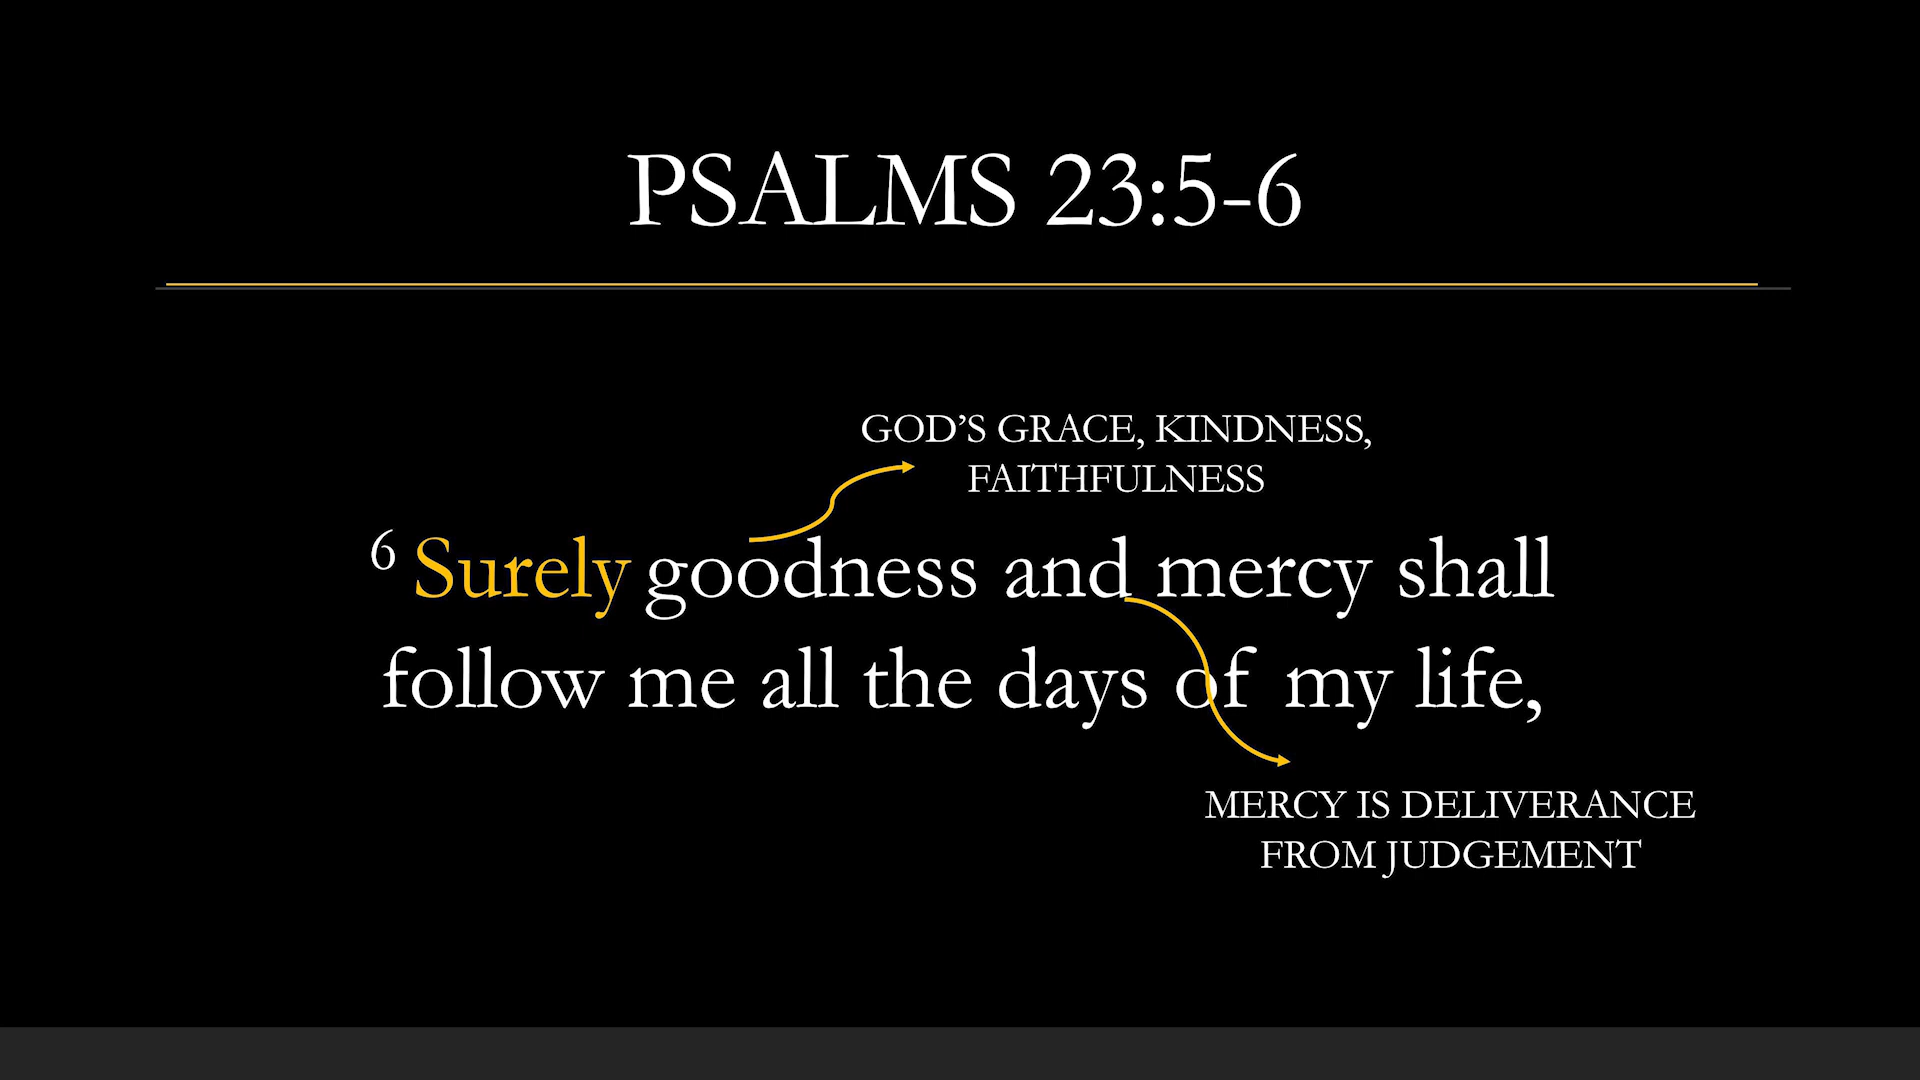 PSALMS 23:5-6
GOD’S GRACE, KINDNESS,
FAITHFULNESS
6 Surely goodness and mercy shall
follow me all the days of my life,
MERCY IS DELIVERANCE
FROM JUDGEMENT